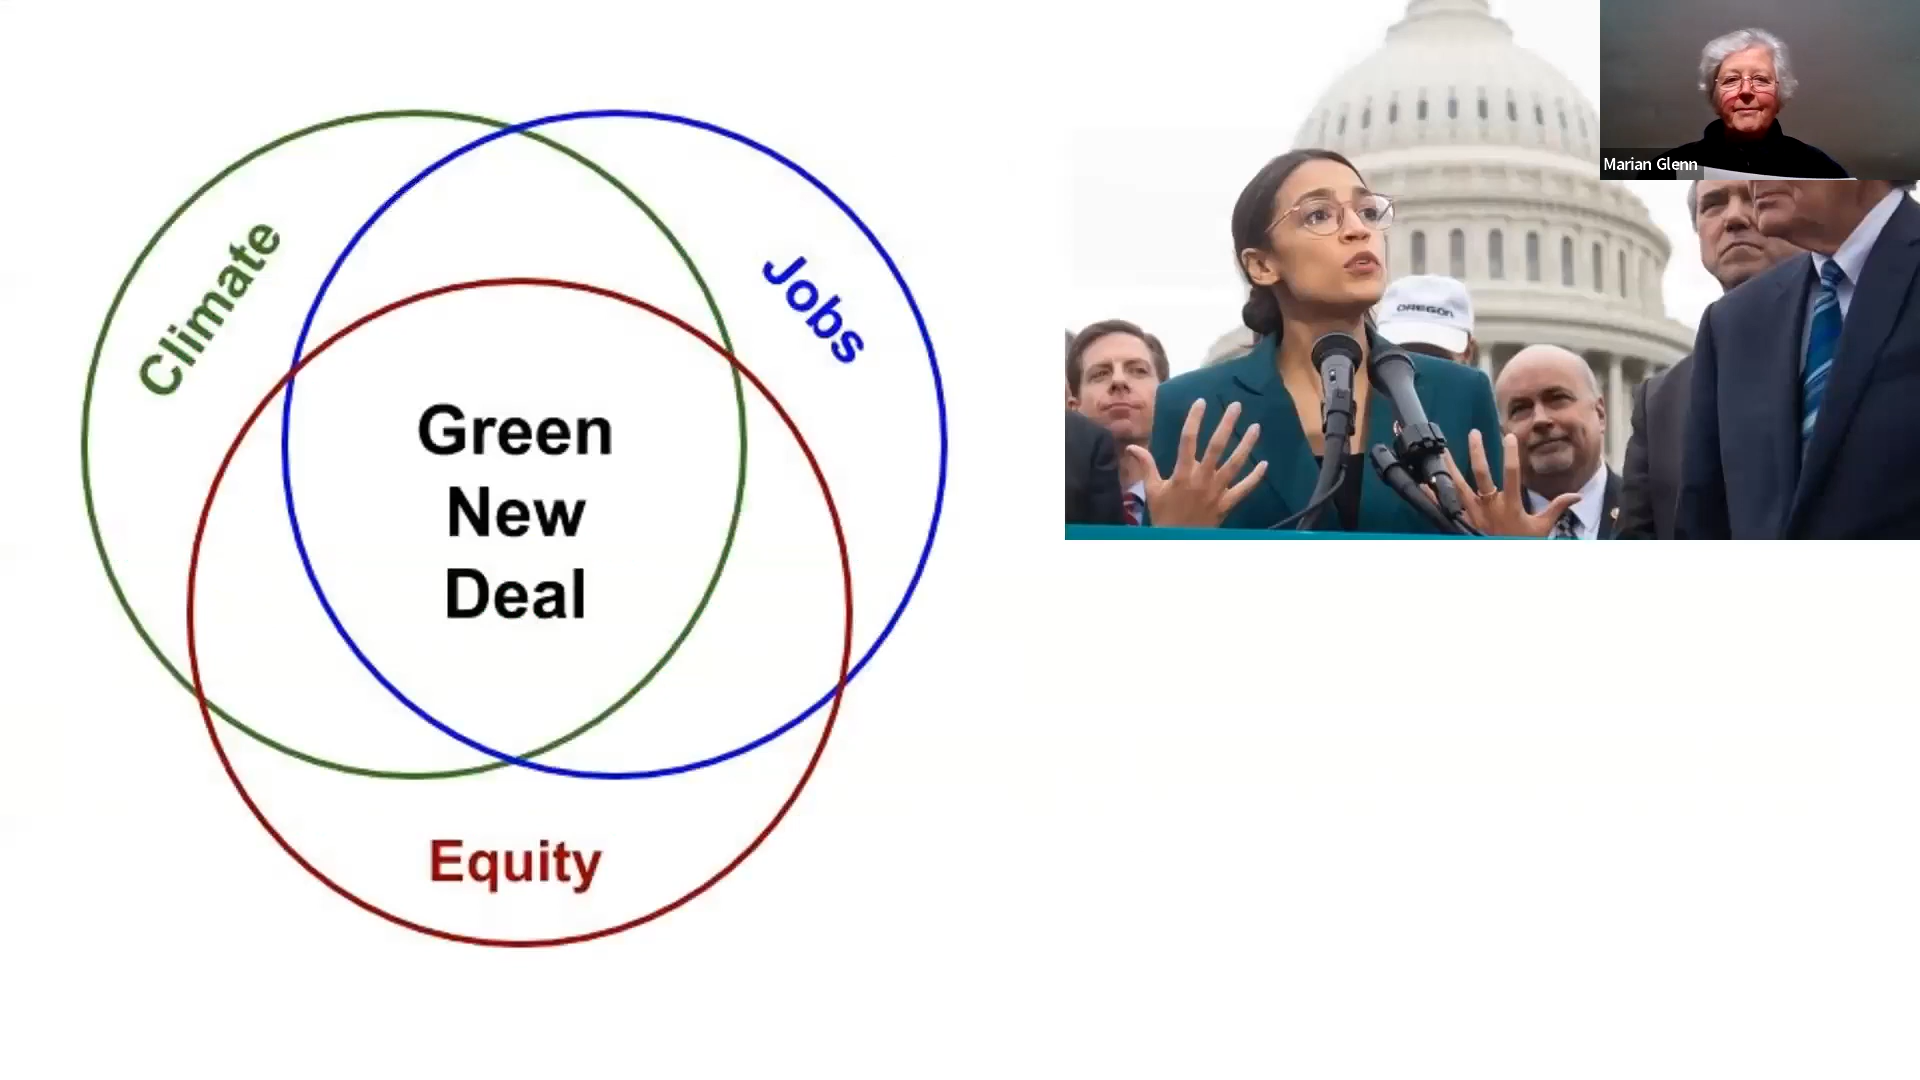 Climate
Jobs
Green
New
Deal
Equity
OREGON
Marian Glenn